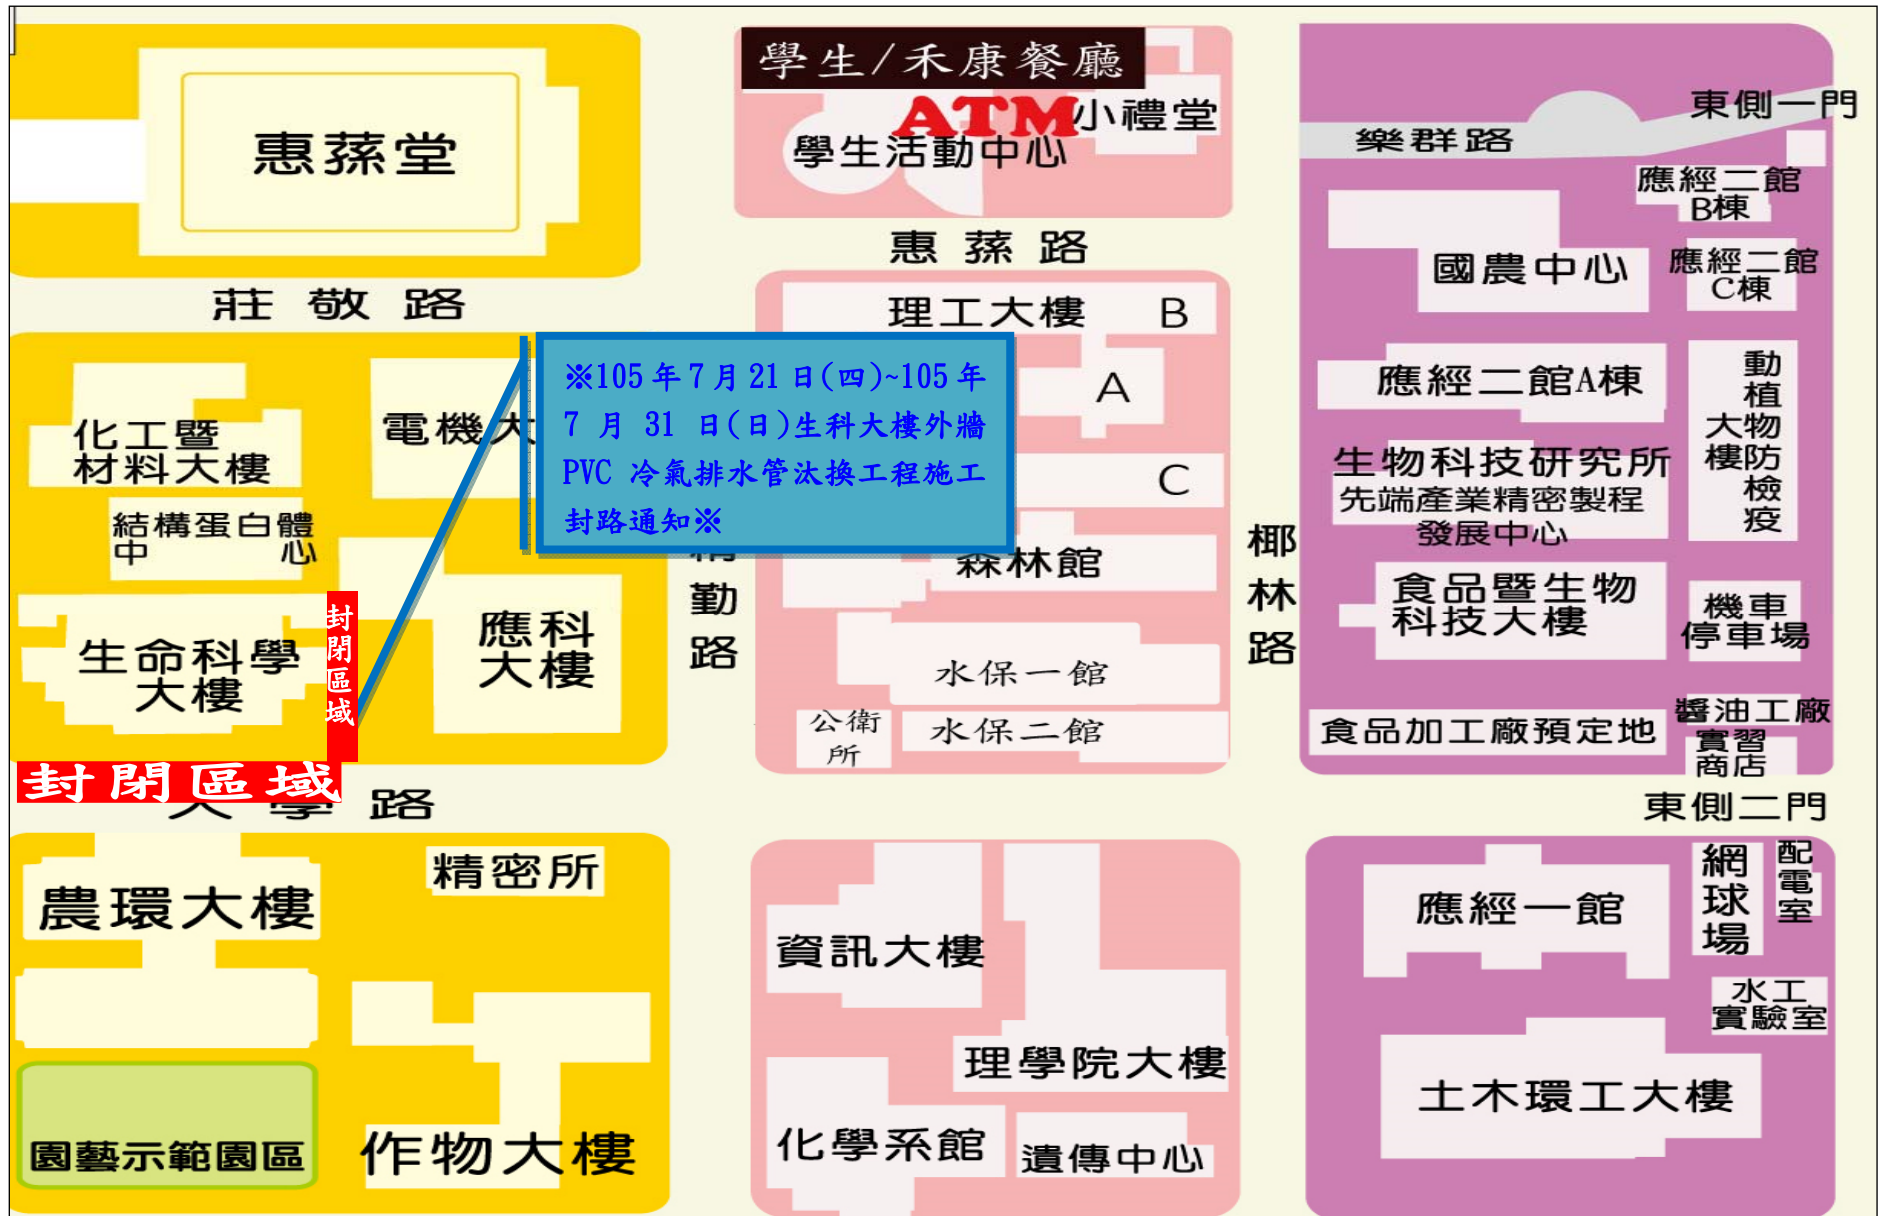 學生/禾康餐廳
ATM
小禮堂
學生活動中心
惠蓀堂
東側一門
樂群路
應經二館
B棟
惠蓀路
國農中心
應經二館
C棟
莊敬路
理工大樓 B
A
C
※105年7月21日(四)~105年
7月31日(日)生科大樓外牆
PVC 冷氣排水管汰換工程施工
封路通知※
化工暨
材料大樓
電機大
應經二館A棟
動植物防檢疫
大樓
生物科技研究所
先端產業精密製程
發展中心
結構蛋白體
中心
森林館
勤路
椰林路
食品暨生物
科技大樓
機車
停車場
生命科學
大樓
封閉區域
應科
大樓
水保一館
公衛
所
水保二館
食品加工廠預定地
醬油工廠
實習
商店
封閉區域
大學路
東側二門
農環大樓
精密所
資訊大樓
應經一館
網球場
配電室
水工
實驗室
理學院大樓
土木環工大樓
園藝示範園區
作物大樓
化學系館
遺傳中心